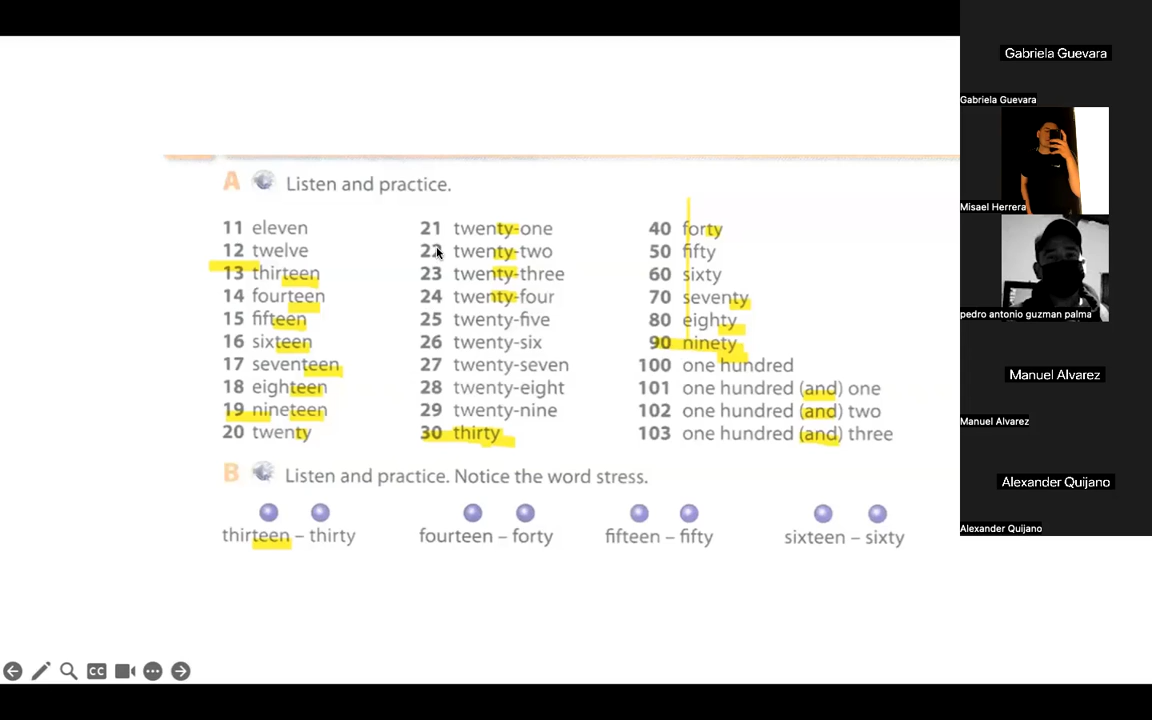 A Listen and practice.
11 eleven
12 twelve
13 thirteen
14 fourteen
15 fifteen
16 sixteen
17 seventeen
18 eighteen
19 nineteen
20 twenty
21 twenty-one
22 twenty-two
23 twenty-three
24 twenty-four
25 twenty-five
26 twenty-six
27 twenty-seven
28 twenty-eight
29 twenty-nine
30 thirty
40 forty
50 fifty
60 sixty
70 seventy
80 eighty
90 ninety
100 one hundred
101 one hundred (and) one
102 one hundred (and) two
103 one hundred (and) three
B Listen and practice. Notice the word stress.
thirteen – thirty
fourteen – forty
fifteen – fifty
sixteen – sixty
CC
Gabriela Guevara
Gabriela Guevara
Misael Herrera
pedro antonio guzman palma
Manuel Alvarez
Manuel Alvarez
Alexander Quijano
Alexander Quijano